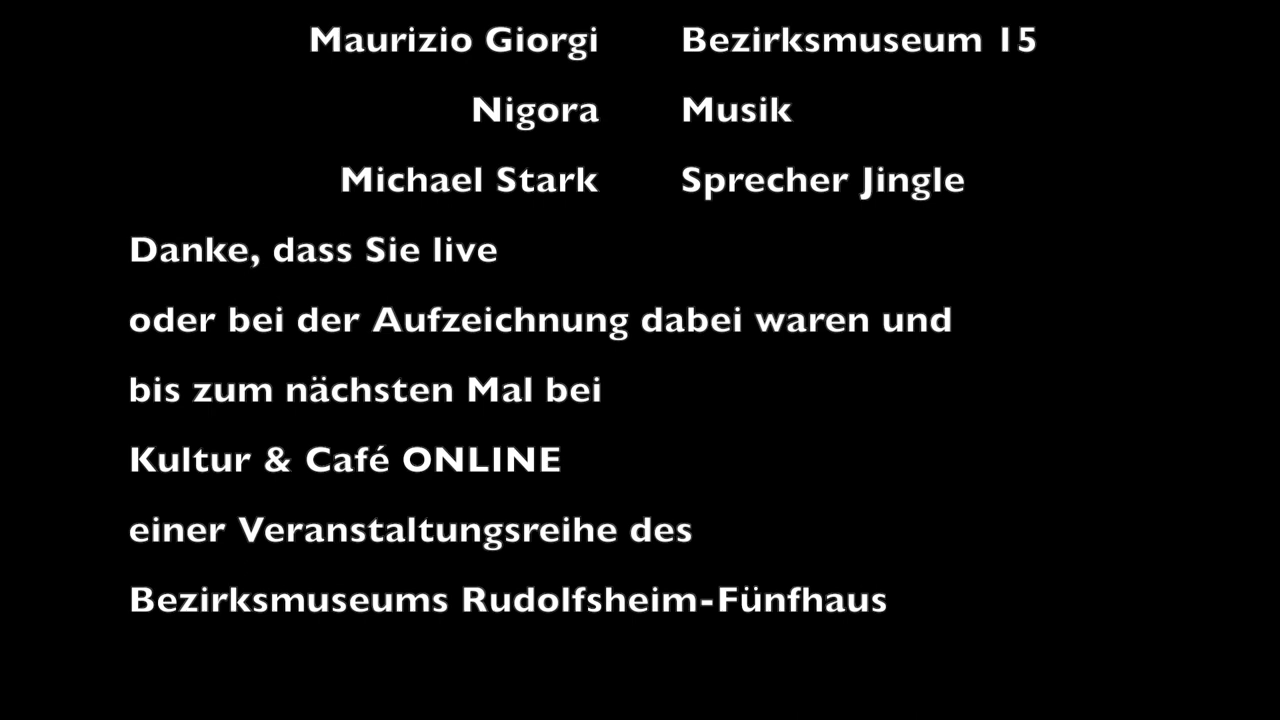 Maurizio Giorgi Bezirksmuseum 15
Nigora Musik
Michael Stark Sprecher Jingle
Danke, dass Sie live
oder bei der Aufzeichnung dabei waren und
bis zum nächsten Mal bei
Kultur & Café ONLINE
einer Veranstaltungsreihe des
Bezirksmuseums Rudolfsheim-Fünfhaus